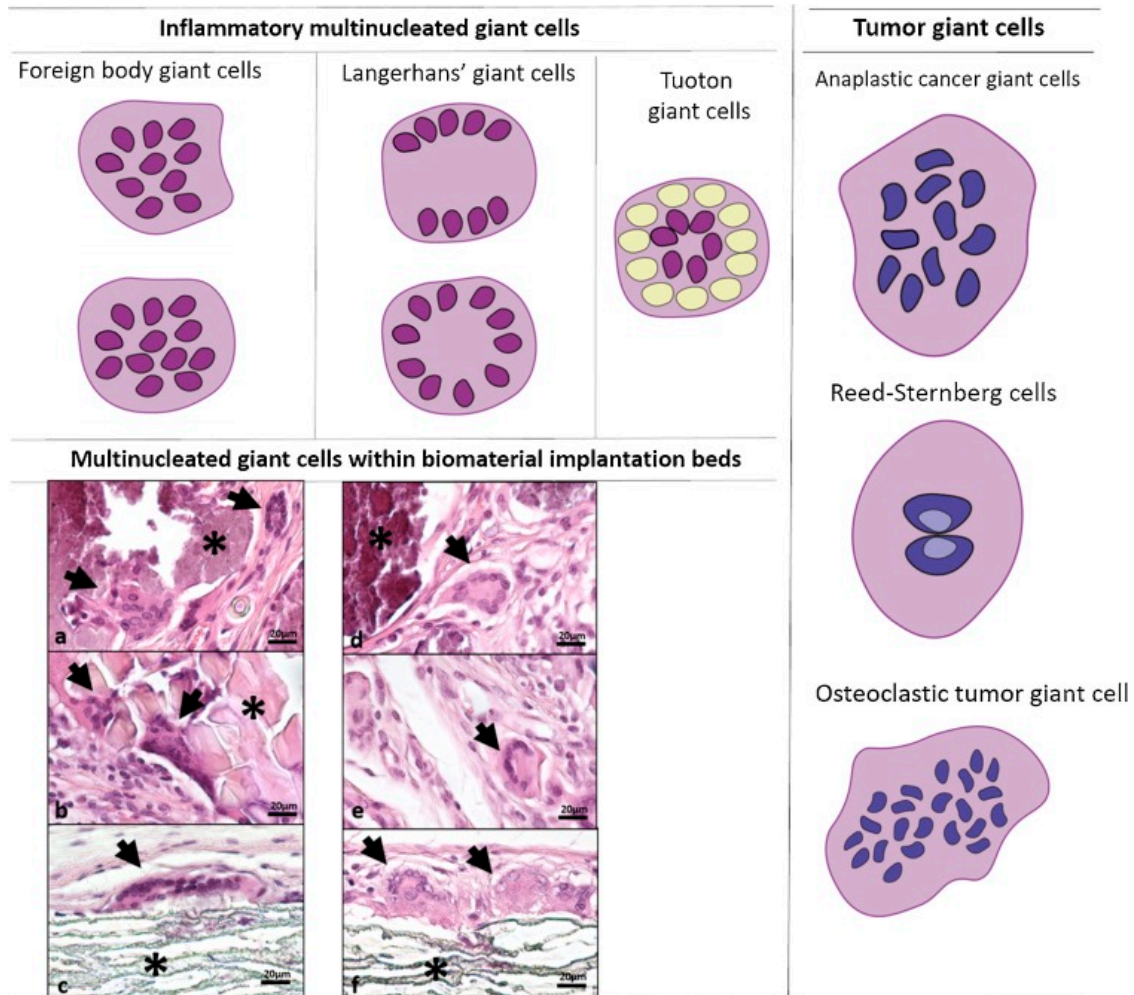 Inflammatory multinucleated giant cells
Tumor giant cells
Foreign body giant cells
Langerhans’ giant cells
Tuoton
giant cells
Anaplastic cancer giant cells
Reed-Sternberg cells
Osteoclastic tumor giant cell
Multinucleated giant cells within biomaterial implantation beds
*
a
20µm
*
d
20µm
*
b
20µm
e
20µm
*
c
20µm
*
f
20µm